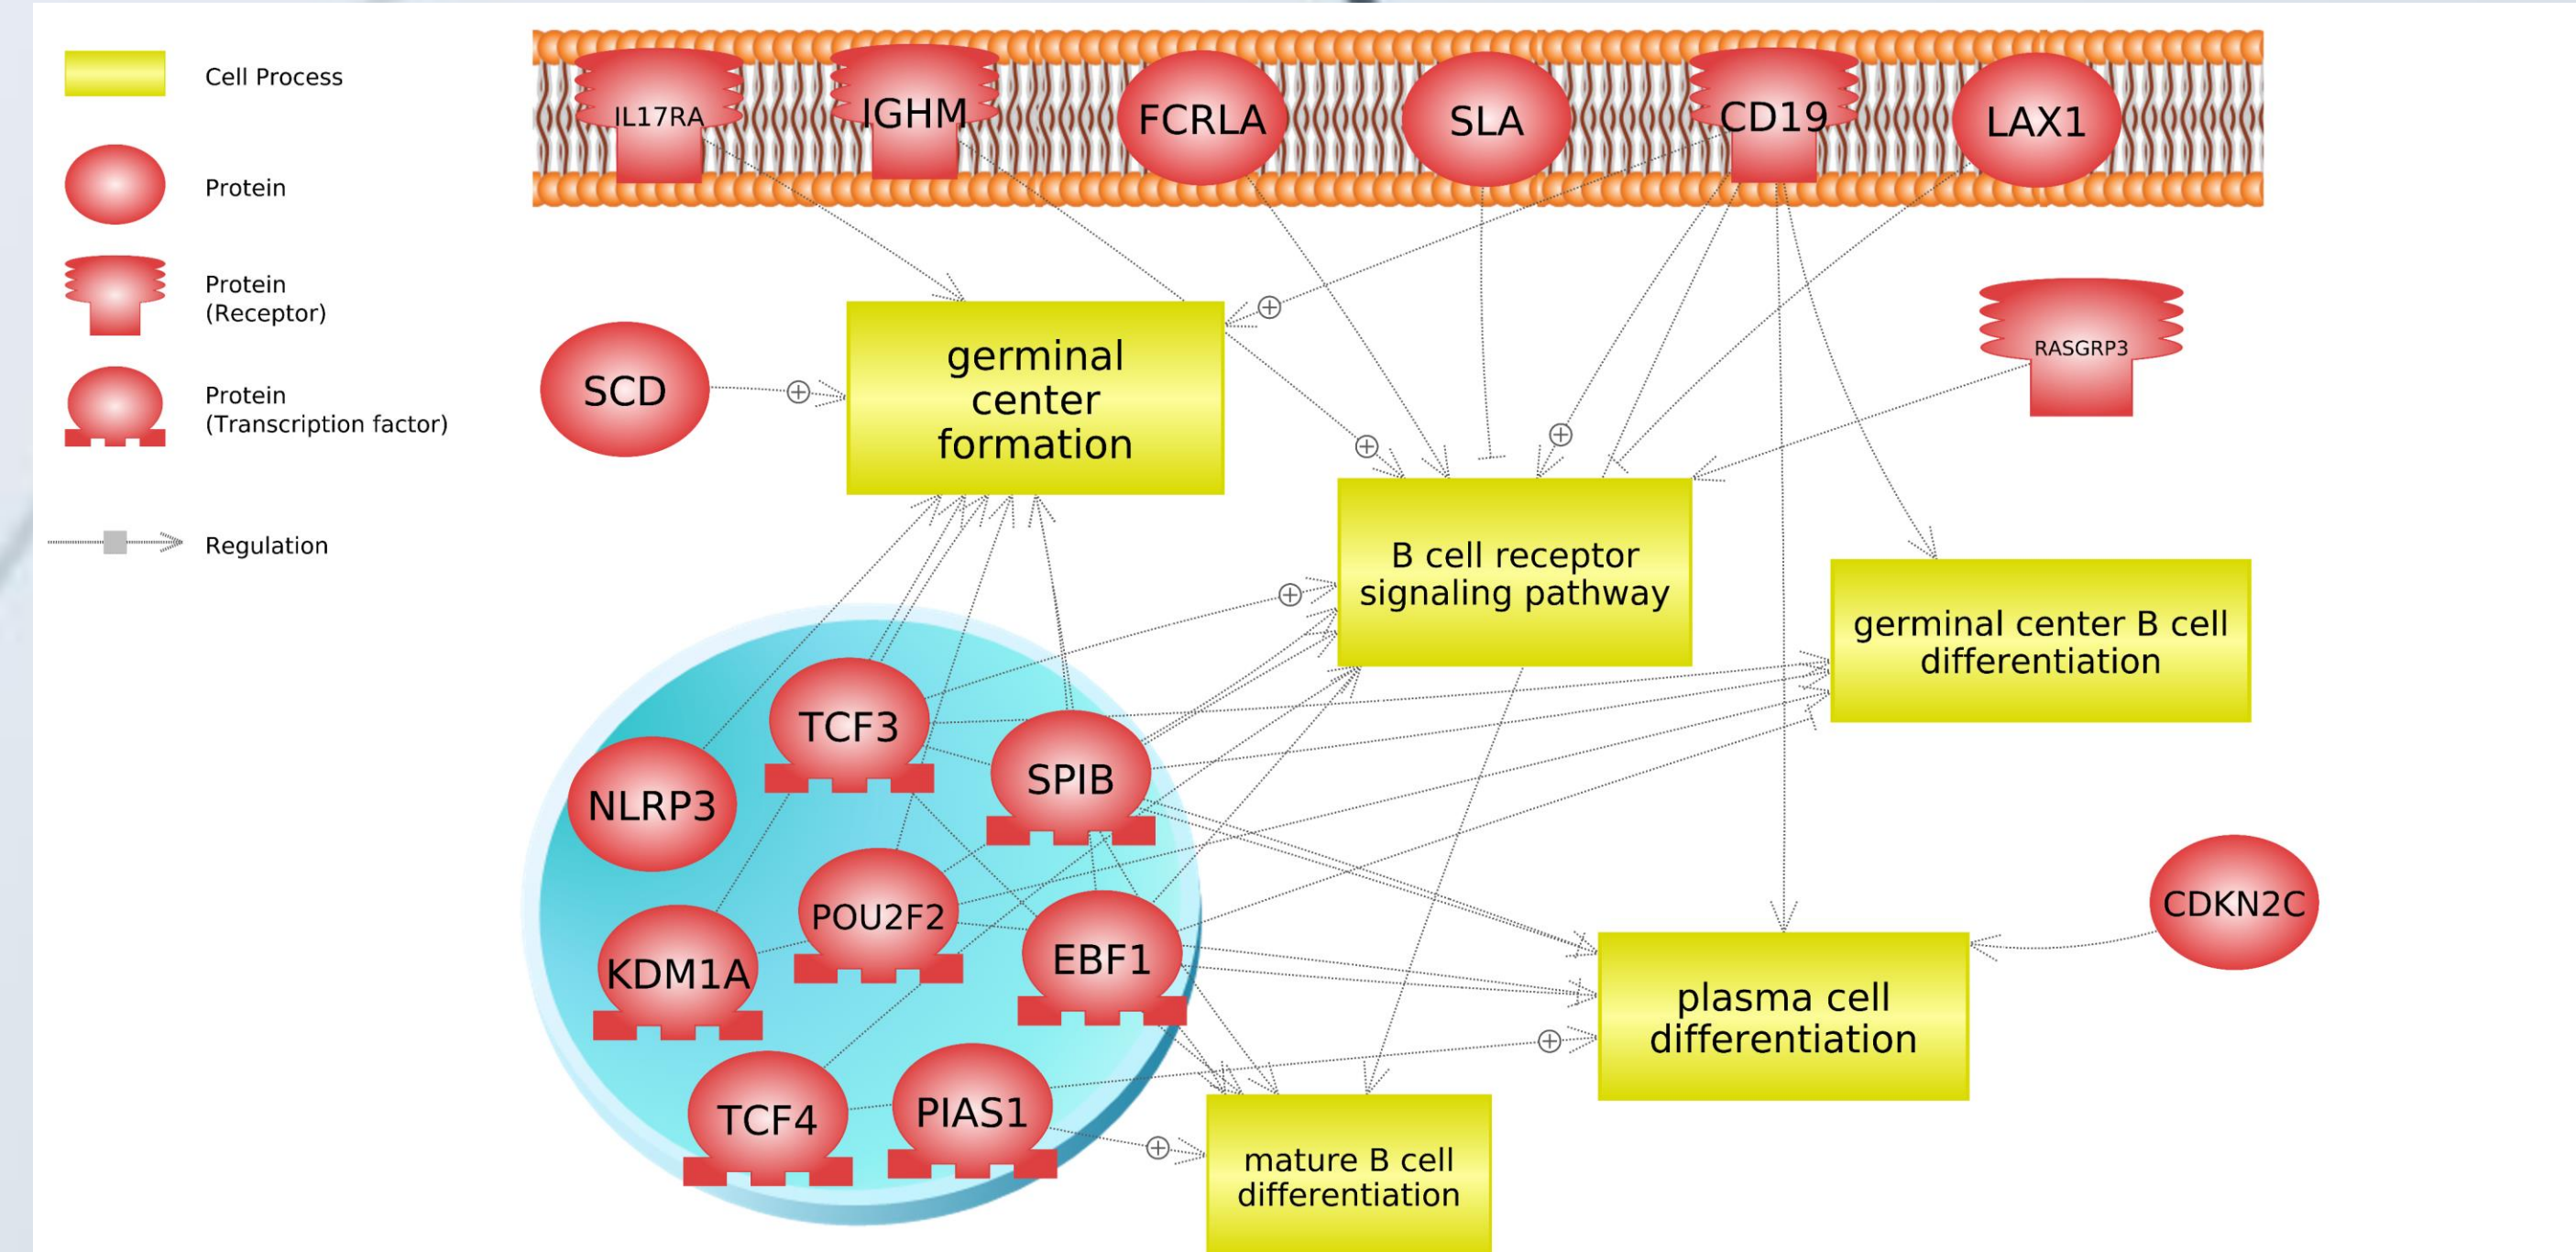 Cell Process
Protein
Protein
(Receptor)
Protein
(Transcription factor)
Regulation
IL17RA
IGHM
FCRLA
SLA
CD19
LAX1
RASGRP3
SCD
germinal
center
formation
B cell receptor
signaling pathway
germinal center B cell
differentiation
TCF3
SPIB
NLRP3
POU2F2
EBF1
KDM1A
TCF4
PIAS1
CDKN2C
plasma cell
differentiation
mature B cell
differentiation